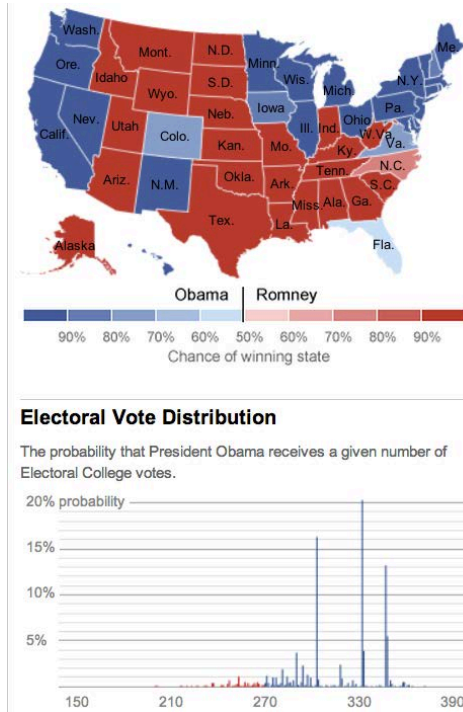 Wash.
Me.
Mont.
N.D.
Minn.
Ore.
Idaho
S.D.
Wis.
Mich.
N.Y.
Wyo.
Iowa
Pa.
Neb.
Nev.
Ill.
Ind.
Ohio
Utah
Colo.
W.Va.
Va.
Calif.
Kan.
Mo.
Ky.
N.C.
Tenn.
Ariz.
N.M.
Okla.
Ark.
S.C.
Miss.
Ala.
Ga.
Tex.
La.
Alaska
Fla.
Obama Romney
90% 80% 70% 60% 50% 60% 70% 80% 90%
Chance of winning state
Electoral Vote Distribution
The probability that President Obama receives a given number of
Electoral College votes.
20% probability
15%
10%
5%
150 210 270 330 390